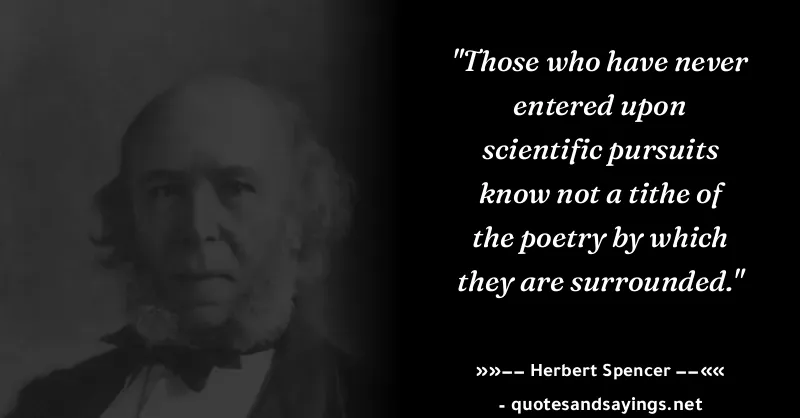 "Those who have never
entered upon
scientific pursuits
know not a tithe of
the poetry by which
they are surrounded."
»»−− Herbert Spencer −−««
- quotesandsayings.net